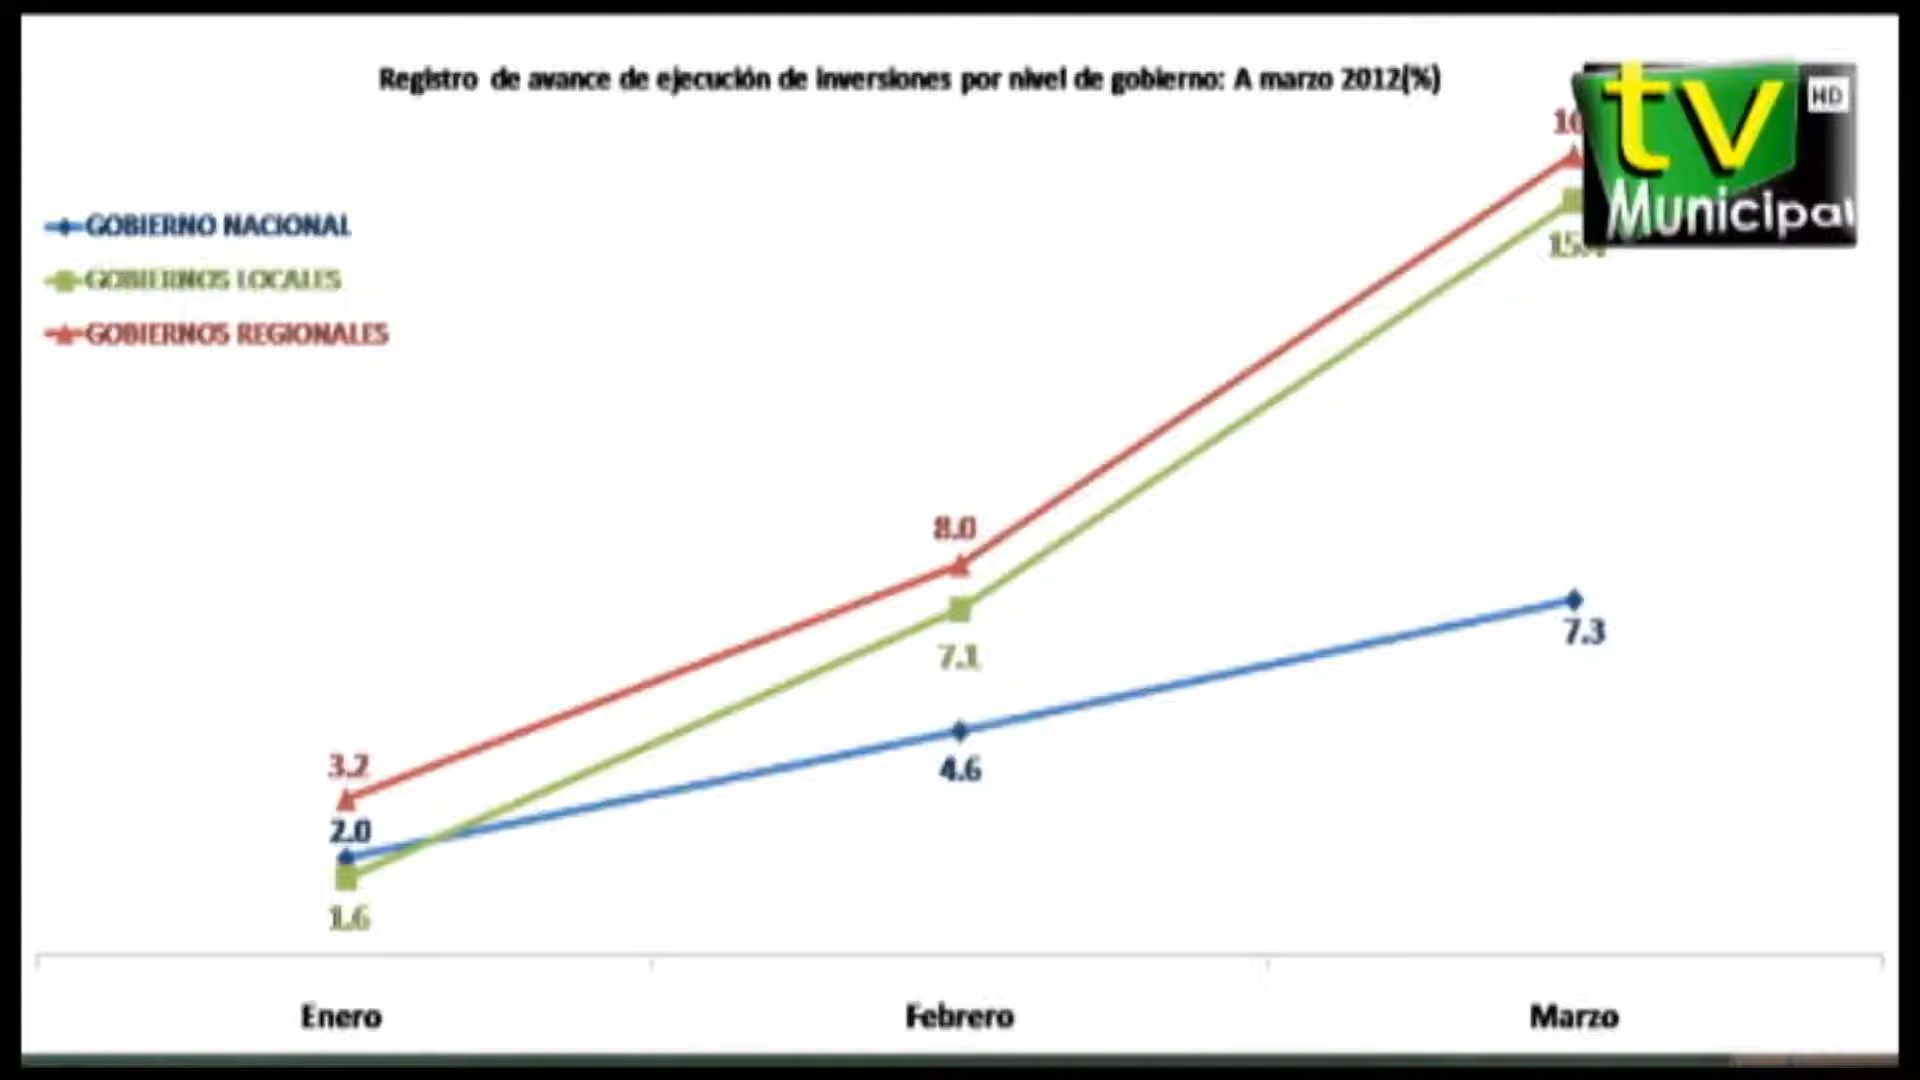 Registro de avance de ejecución de inversiones por nivel de gobierno: A marzo 2012(%)
tv
HD
Municipal
GOBIERNO NACIONAL
GOBIERNOS LOCALES
GOBIERNOS REGIONALES
8.0
7.1
7.3
4.6
3.2
2.0
1.6
Enero
Febrero
Marzo